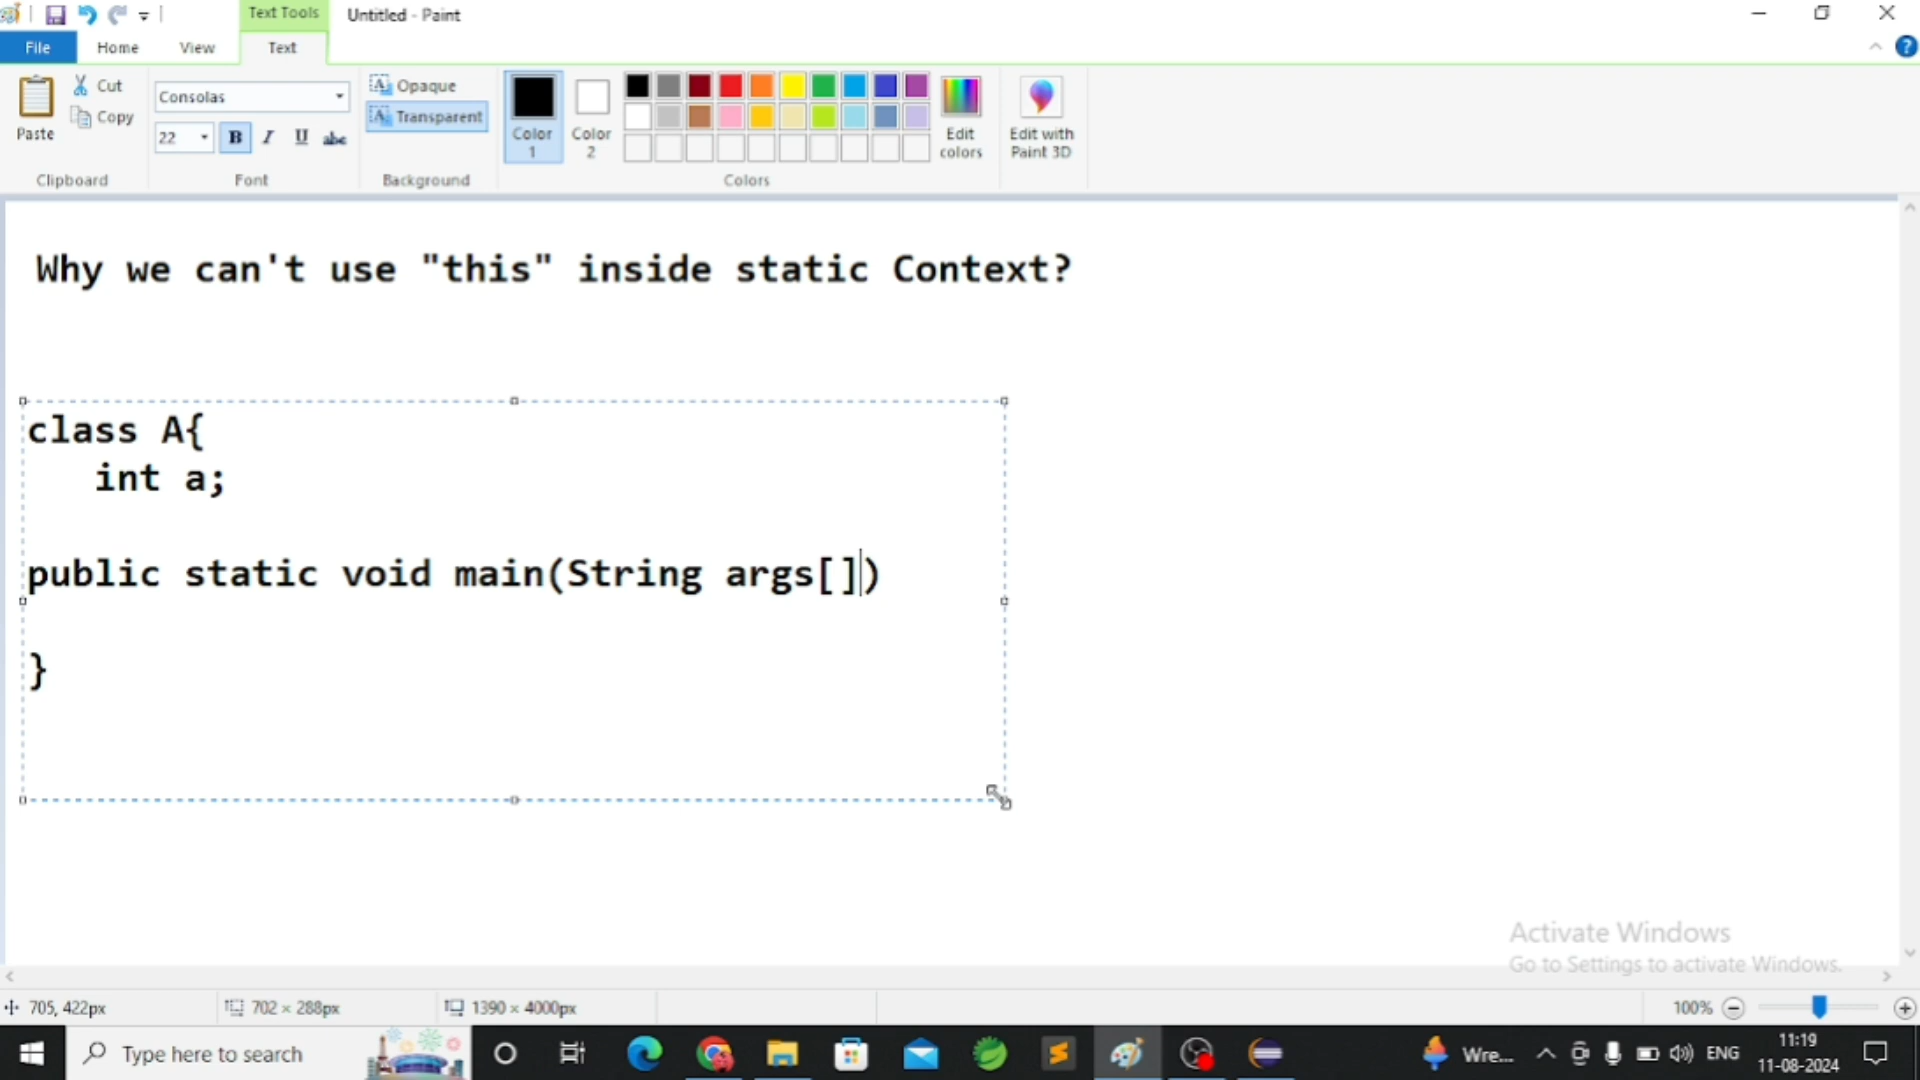 Text Tools
Untitled - Paint
File
Home
View
Text
Paste
Cut
Copy
Clipboard
Consolas
22
B I U abc
Font
Opaque
Transparent
Background
Color 1
Color 2
Colors
Edit colors
Edit with Paint 3D
Why we can't use "this" inside static Context?
class A{
int a;
public static void main(String args[])
}
Activate Windows
Go to Settings to activate Windows.
705, 422px
702 × 288px
1390 × 4000px
100%
Type here to search
Wre...
ENG
11:19
11-08-2024